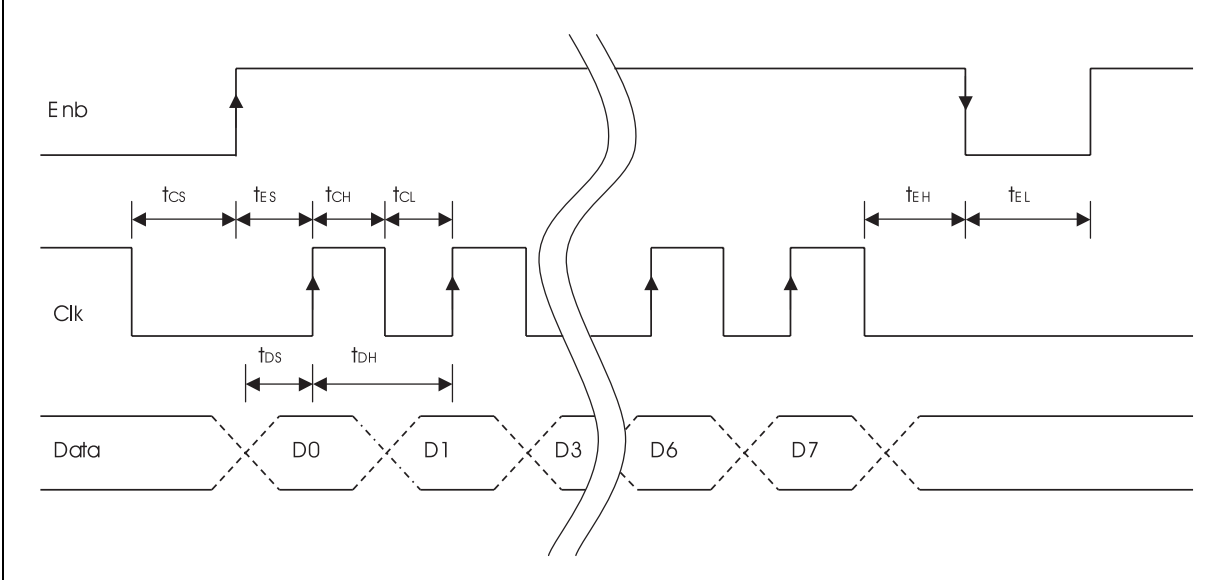 Enb
tCS tES tCH tCL tEH tEL
Clk
tDS tDH
Data D0 D1 D3 D6 D7